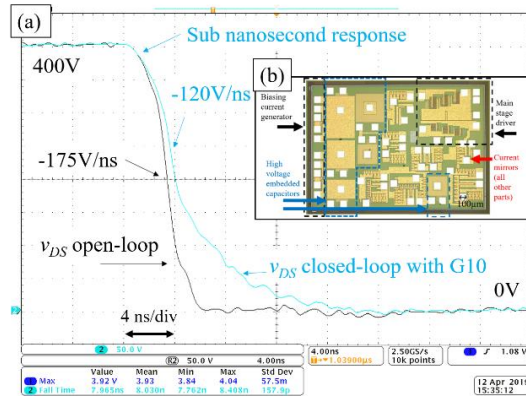 (a)
Sub nanosecond response
400V
-120V/ns
(b)
Biasing
current
generator
Main
stage
driver
-175V/ns
High
voltage
embedded
capacitors
Current
mirrors
(all
other
parts)
100μm
vDS open-loop
vDS closed-loop with G10
0V
4 ns/div
2 50.0 V
R2 50.0 V 4.00ns
4.00ns
2.50GS/s
10k points
1 1.08 V
Value Mean Min Max Std Dev
1 Max 3.92 V 3.93 3.84 4.04 57.5m
2 Fall Time 7.965ns 8.030n 7.762n 8.408n 157.9p
12 Apr 2019
15:35:12